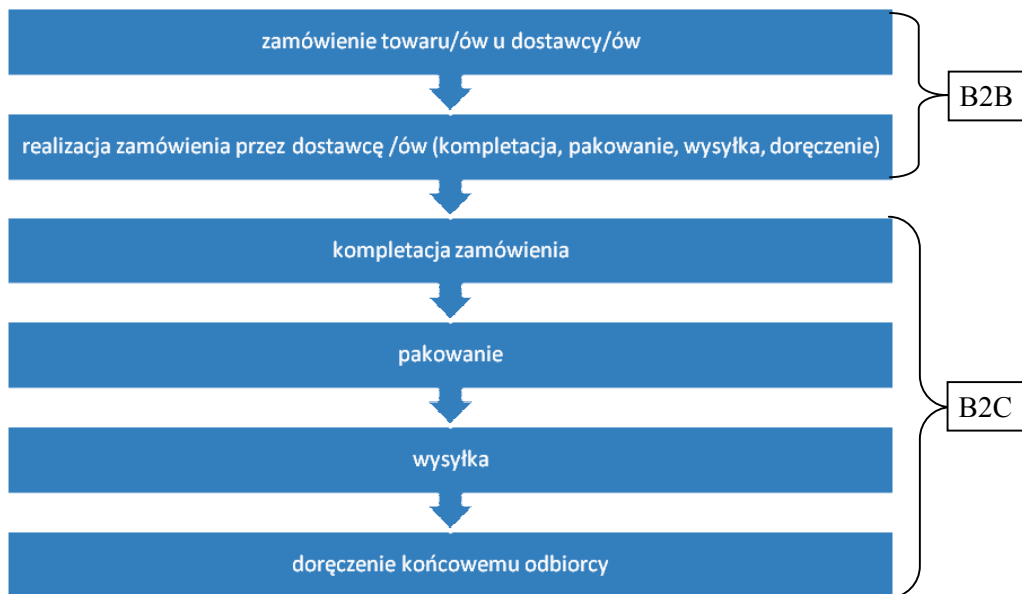 zamówienie towaru/ów u dostawcy/ów
B2B
realizacja zamówienia przez dostawcę /ów (kompletacja, pakowanie, wysyłka, doręczenie)
kompletacja zamówienia
pakowanie
B2C
wysyłka
doręczenie końcowemu odbiorcy